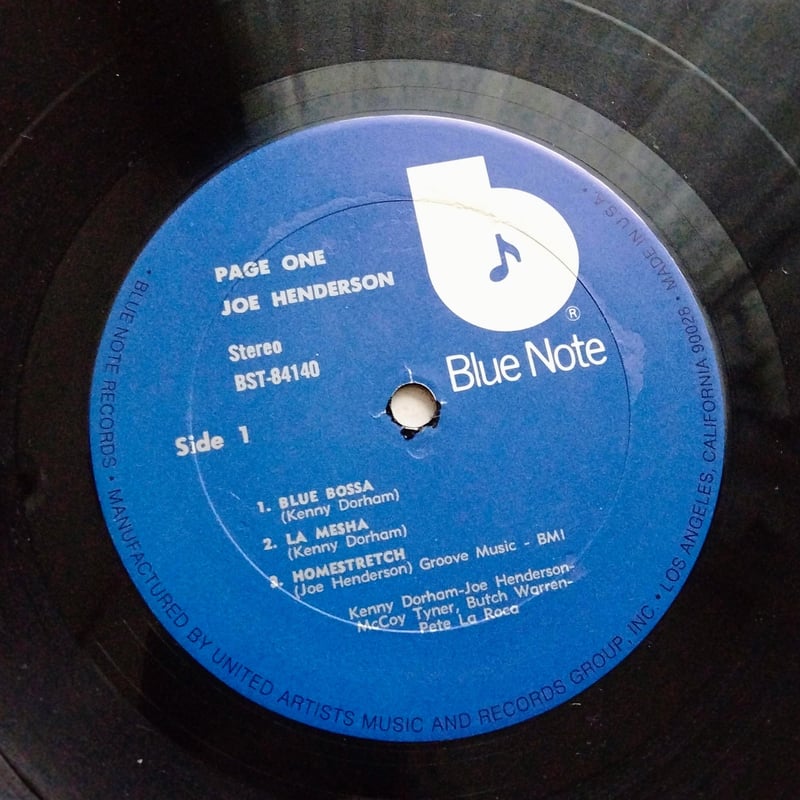 PAGE ONE
JOE HENDERSON
Stereo
BST-84140
Side 1
®
Blue Note
1. BLUE BOSSA
(Kenny Dorham)
2. LA MESHA
(Kenny Dorham)
3. HOMESTRETCH
(Joe Henderson) Groove Music - BMI
Kenny Dorham-Joe Henderson-
McCoy Tyner, Butch Warren-
Pete La Roca
• BLUE NOTE RECORDS • MANUFACTURED BY UNITED ARTISTS MUSIC AND RECORDS GROUP, INC. • LOS ANGELES, CALIFORNIA 90028 • MADE IN U.S.A. •